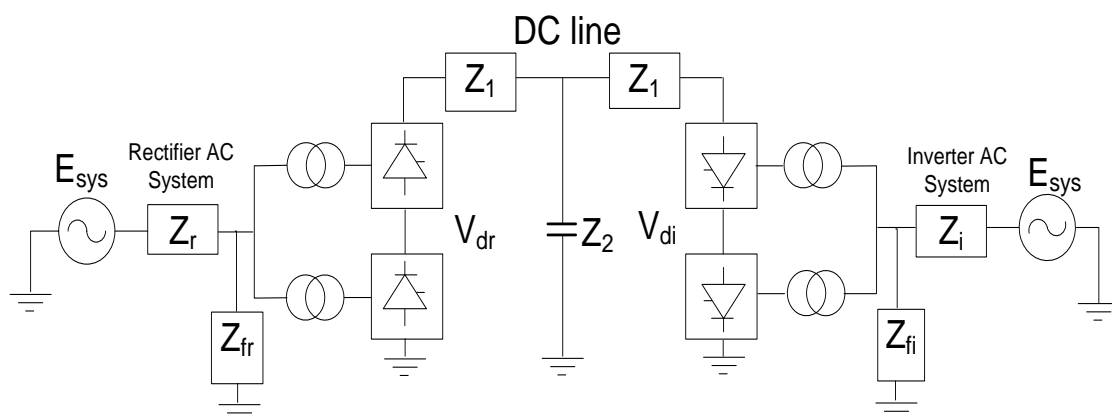 DC line
Z1
Z1
Rectifier AC
System
Esys
Zr
Zfr
Vdr
Z2
Vdi
Inverter AC
System
Esys
Zi
Zfi